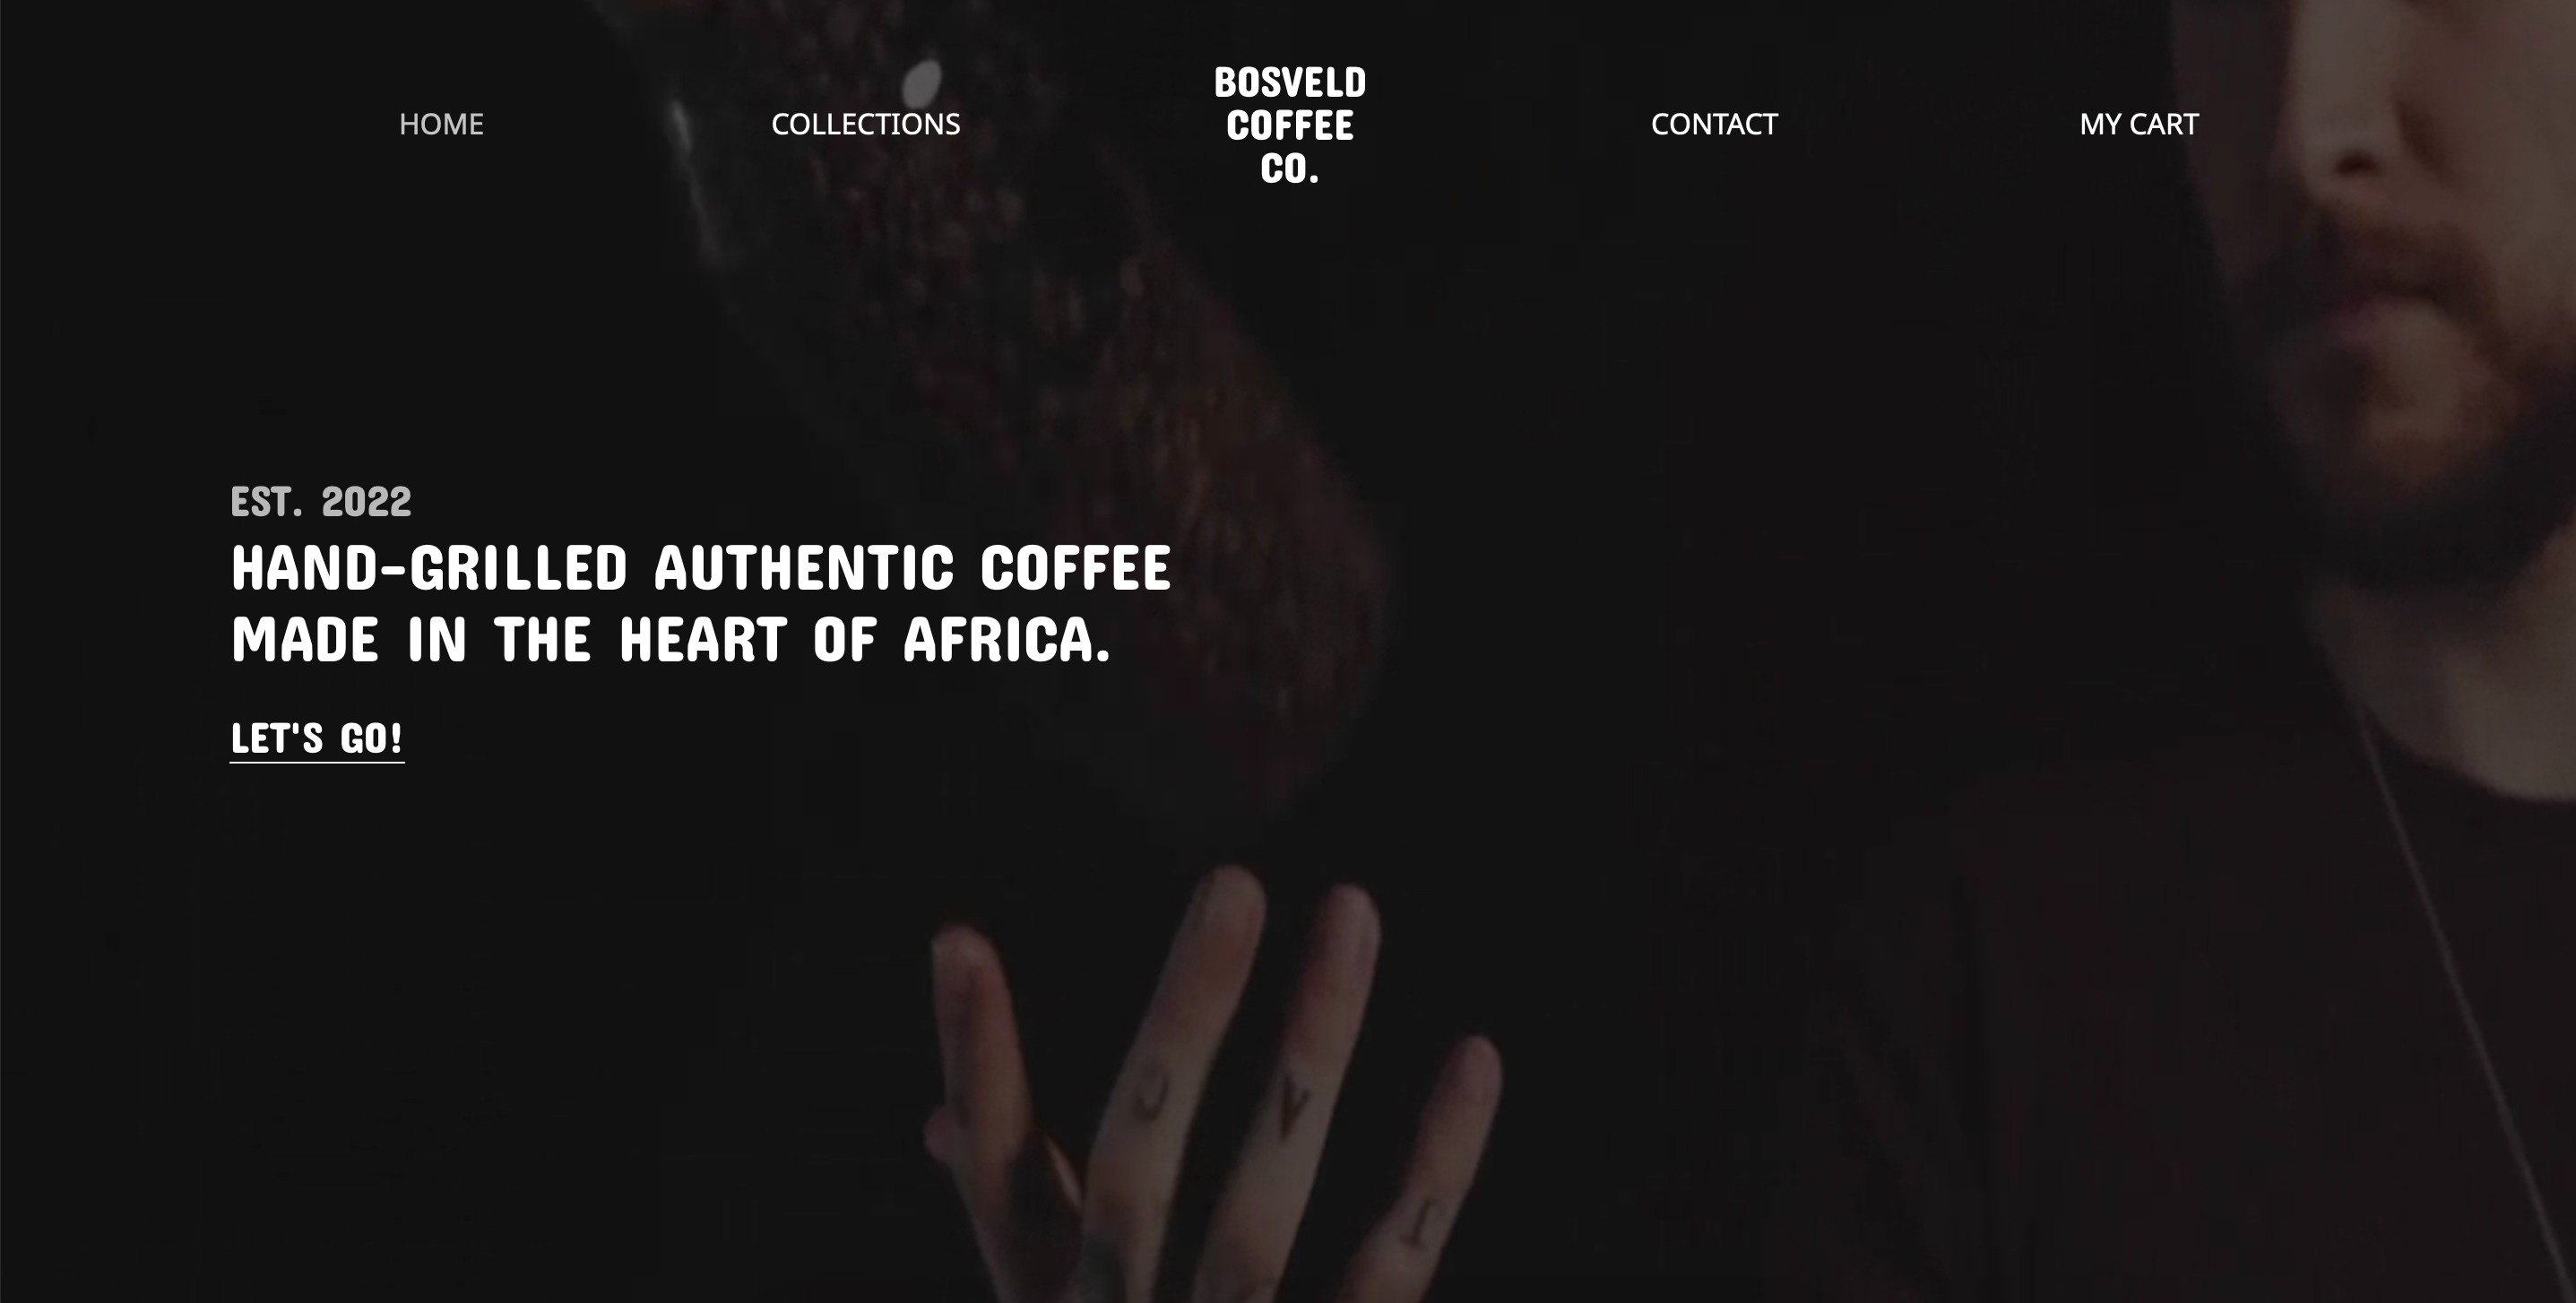 HOME
COLLECTIONS
BOSVELD
COFFEE
CO.
CONTACT
MY CART
EST. 2022
HAND-GRILLED AUTHENTIC COFFEE
MADE IN THE HEART OF AFRICA.
LET'S GO!